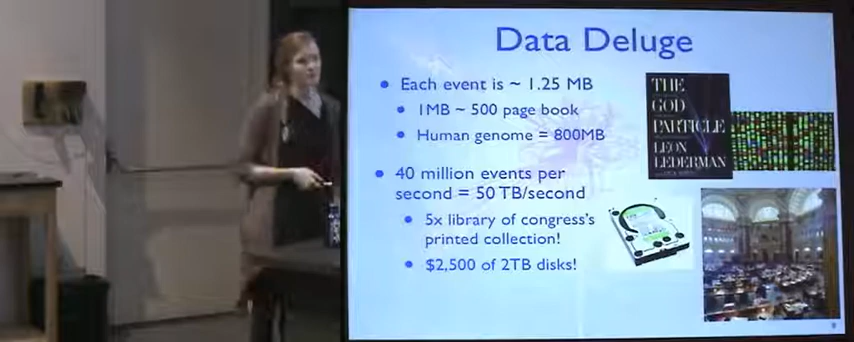 Data Deluge
Each event is ~ 1.25 MB
1MB ~ 500 page book
Human genome = 800MB
40 million events per
second = 50 TB/second
5x library of congress's
printed collection!
$2,500 of 2TB disks!
THE
GOD
PARTICLE
LEON
LEDERMAN